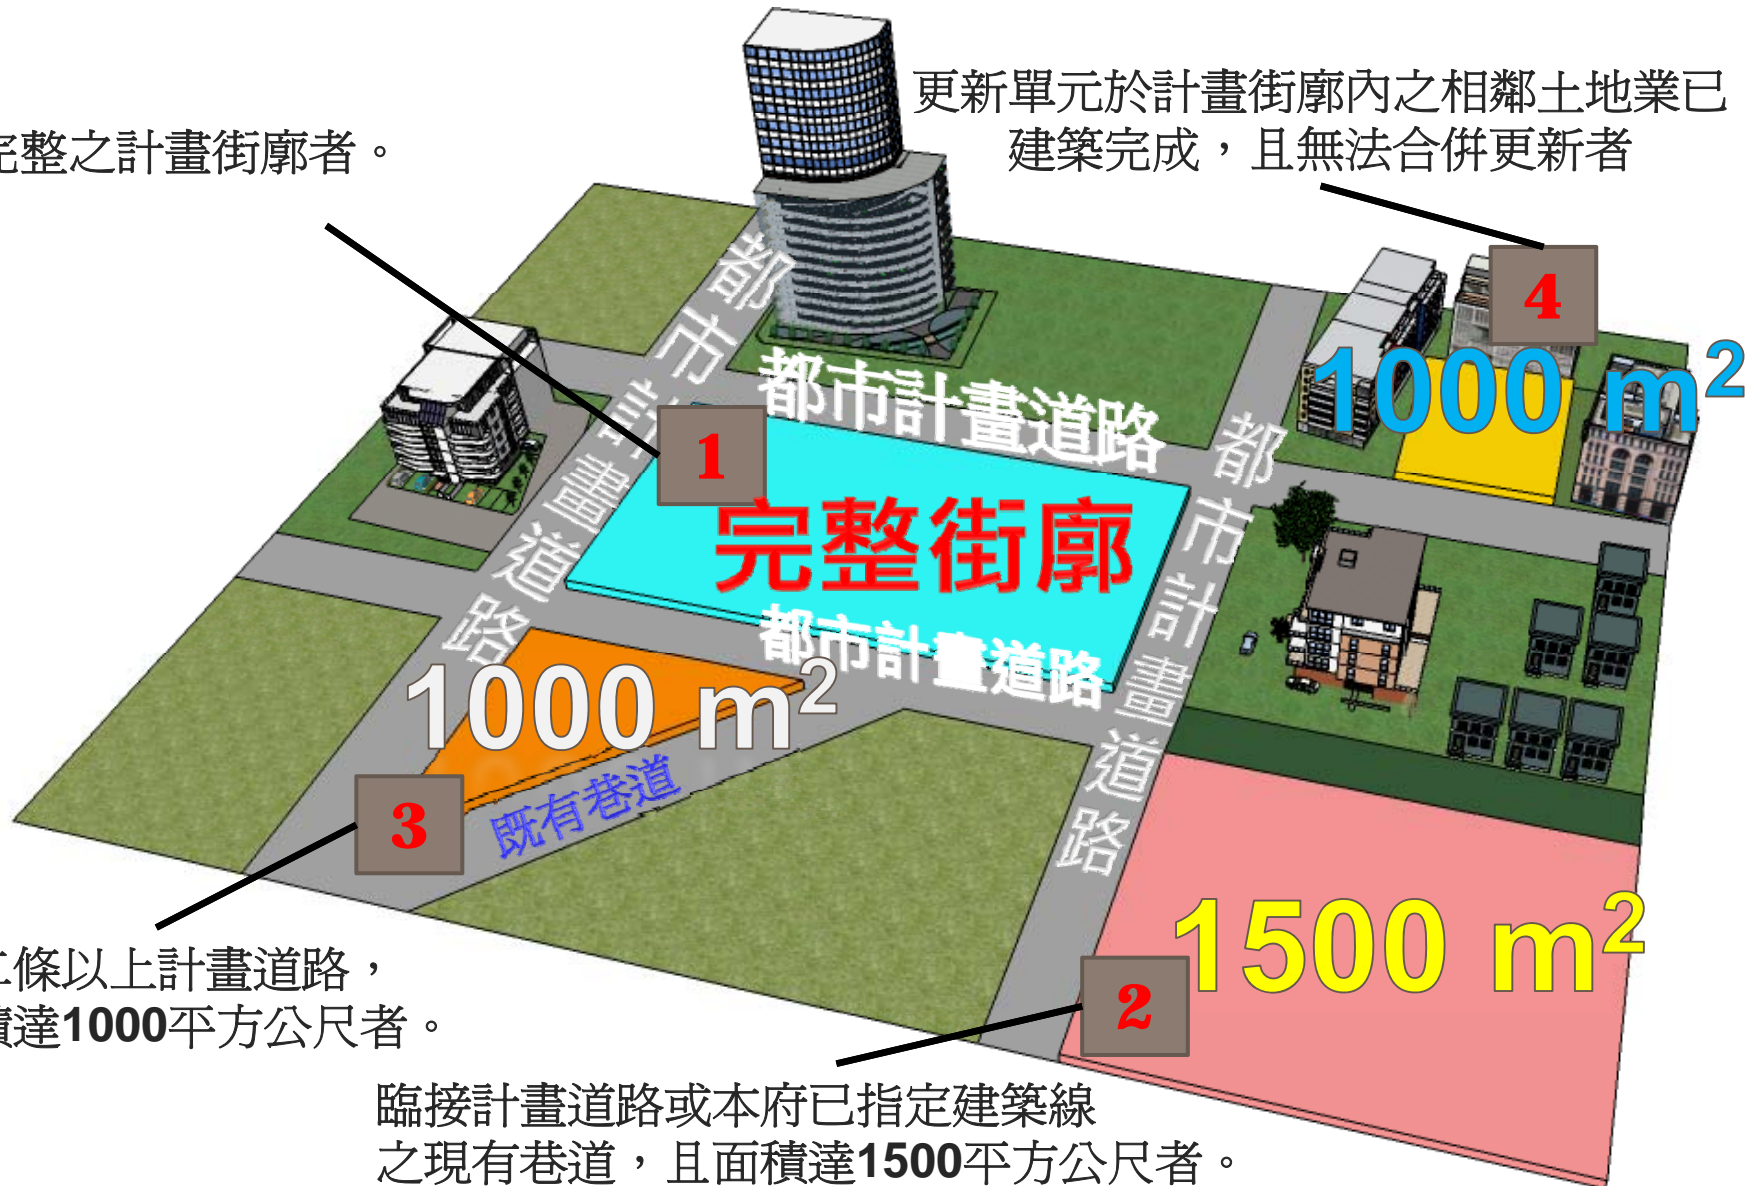 完整之計畫街廓者。
更新單元於計畫街廓內之相鄰土地業已
建築完成，且無法合併更新者
都市計畫道路
都市計畫道路
都市計畫道路
都市計畫道路
4
1000 m²
1
完整街廓
1000 m²
既有巷道
3
二條以上計畫道路，
積達1000平方公尺者。
1500 m²
2
臨接計畫道路或本府已指定建築線
之現有巷道，且面積達1500平方公尺者。